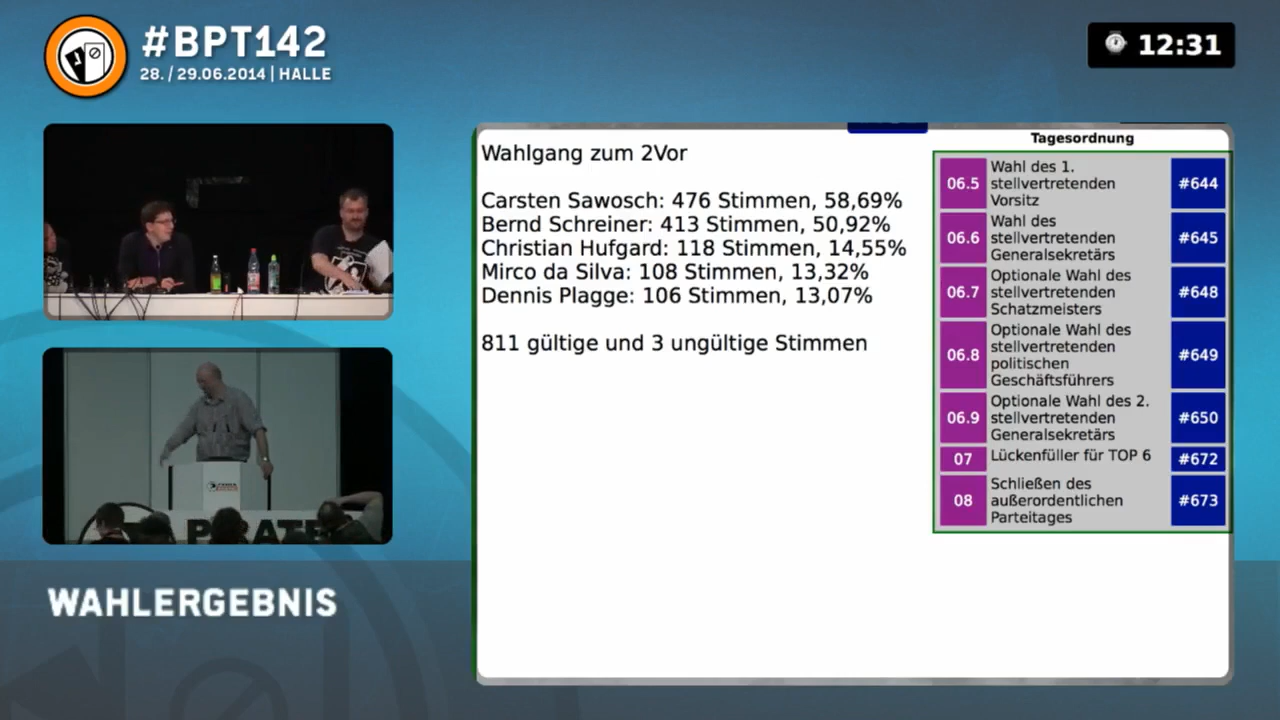 #BPT142
28. / 29.06.2014 | HALLE
12:31
Wahlgang zum 2Vor
Carsten Sawosch: 476 Stimmen, 58,69%
Bernd Schreiner: 413 Stimmen, 50,92%
Christian Hufgard: 118 Stimmen, 14,55%
Mirco da Silva: 108 Stimmen, 13,32%
Dennis Plagge: 106 Stimmen, 13,07%
811 gültige und 3 ungültige Stimmen
Tagesordnung
06.5 Wahl des 1. #644
stellvertretenden
Vorsitz
06.6 Wahl des #645
stellvertretenden
Generalsekretärs
06.7 Optionale Wahl des #648
stellvertretenden
Schatzmeisters
06.8 Optionale Wahl des #649
stellvertretenden
politischen
Geschäftsführers
06.9 Optionale Wahl des 2. #650
stellvertretenden
Generalsekretärs
07 Lückenfüller für TOP 6 #672
08 Schließen des #673
außerordentlichen
Parteitages
PIRATE
WAHLERGEBNIS